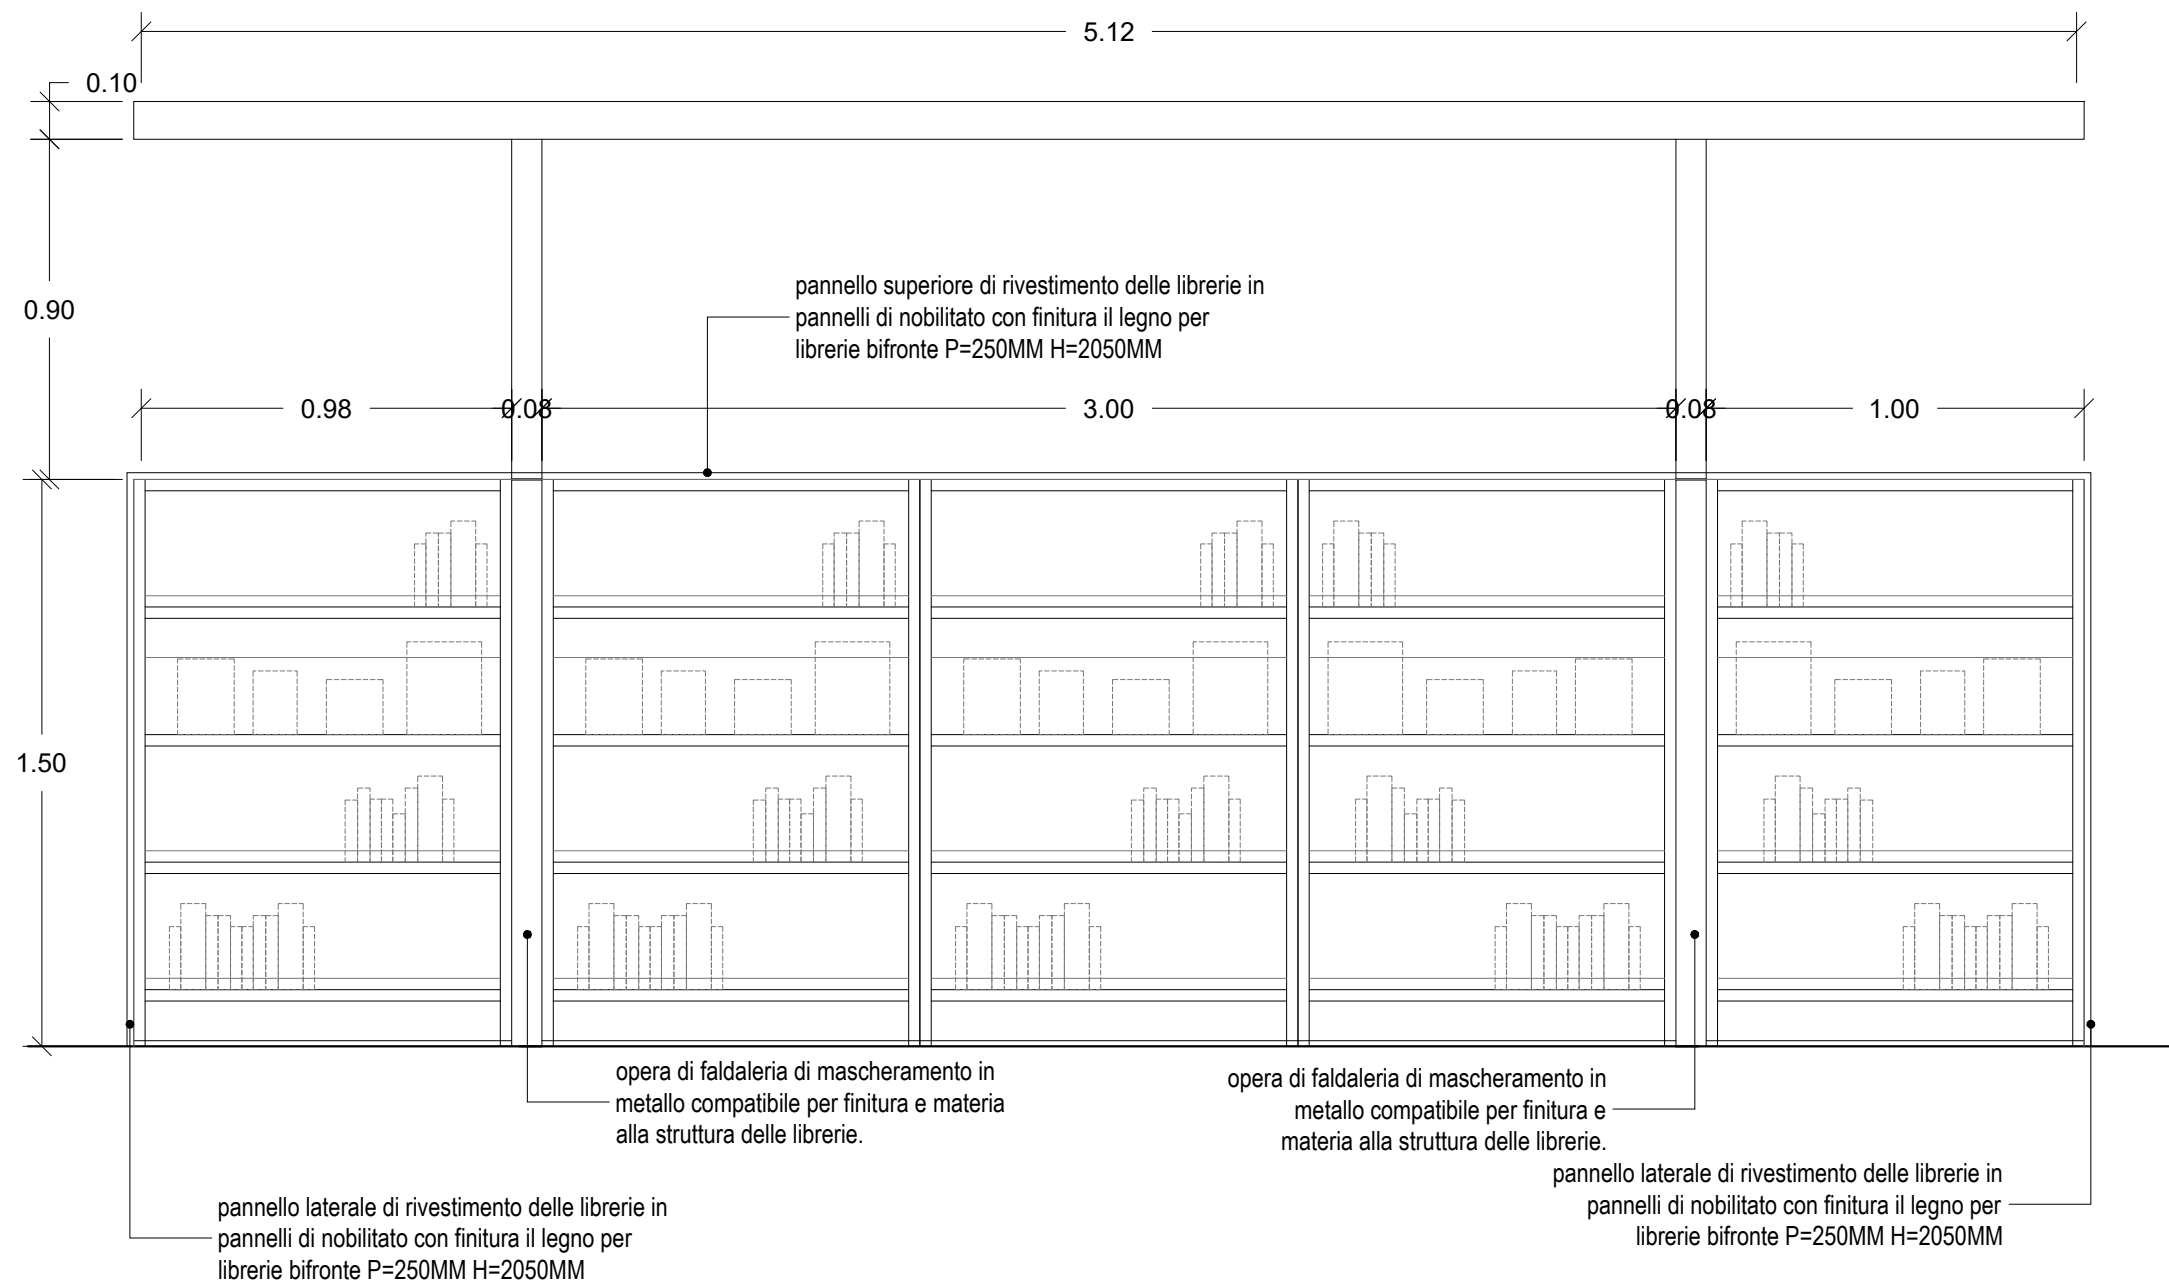 5.12
0.10
0.90
pannello superiore di rivestimento delle librerie in
pannelli di nobilitato con finitura il legno per
librerie bifronte P=250MM H=2050MM
0.98
0.08
3.00
0.08
1.00
1.50
opera di faldaleria di mascheramento in
metallo compatibile per finitura e materia
alla struttura delle librerie.
opera di faldaleria di mascheramento in
metallo compatibile per finitura e
materia alla struttura delle librerie.
pannello laterale di rivestimento delle librerie in
pannelli di nobilitato con finitura il legno per
librerie bifronte P=250MM H=2050MM
pannello laterale di rivestimento delle librerie in
pannelli di nobilitato con finitura il legno per
librerie bifronte P=250MM H=2050MM